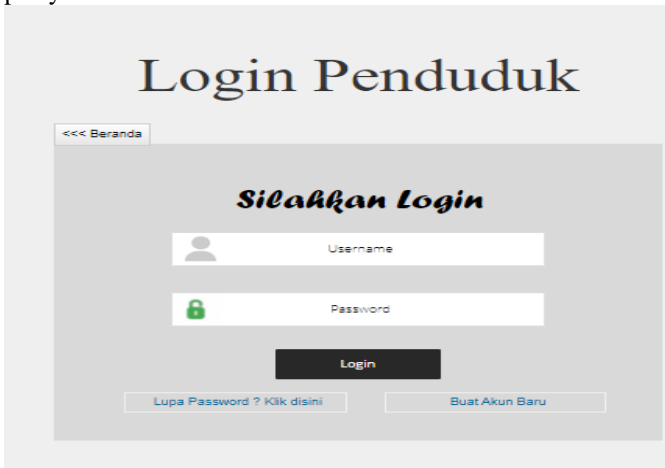 Login Penduduk
<<< Beranda
Silahkan Login
Username
Password
Login
Lupa Password ? Klik disini
Buat Akun Baru